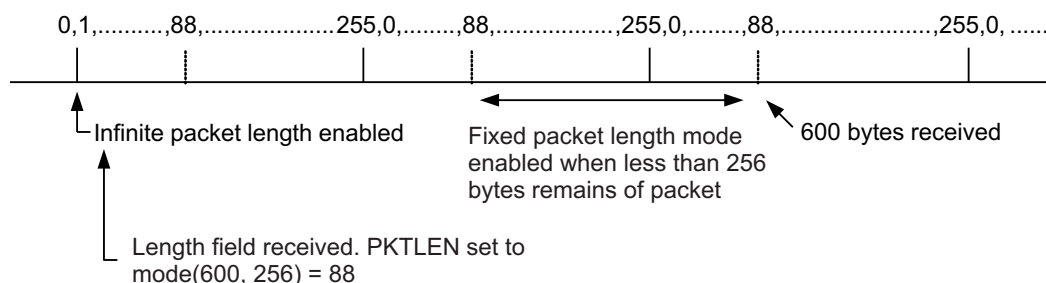 0,1,..........,88,....................255,0,.......,88,..................,255,0,.......,88,......................,255,0, ......
Infinite packet length enabled
Fixed packet length mode
enabled when less than 256
bytes remains of packet
600 bytes received
Length field received. PKTLEN set to
mode(600, 256) = 88